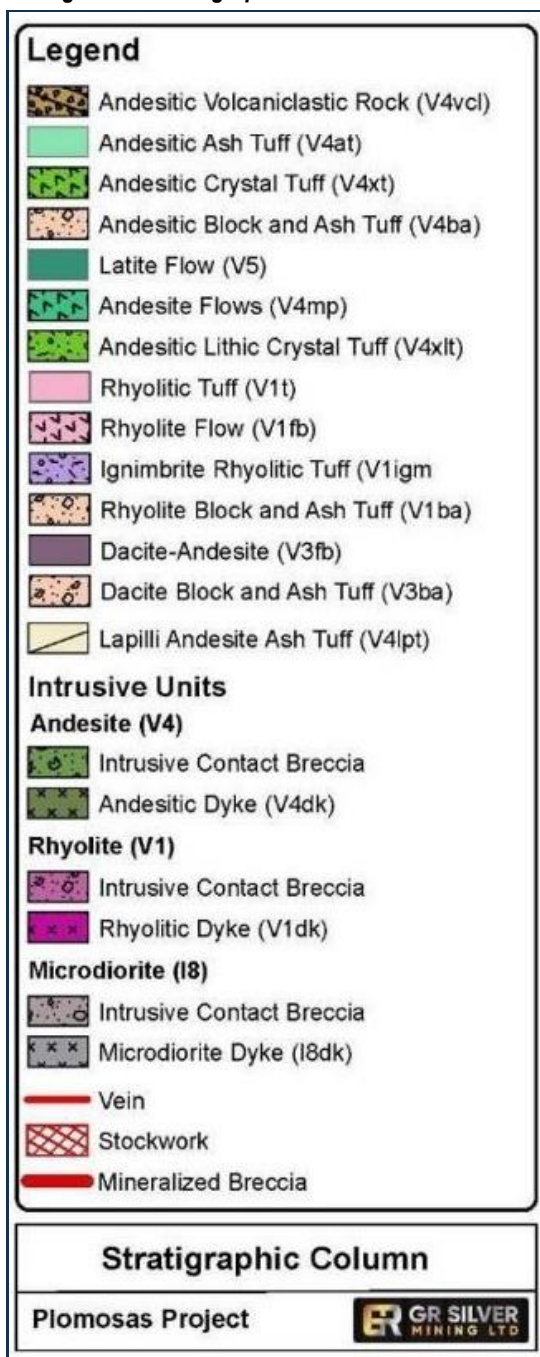 Legend
Andesitic Volcaniclastic Rock (V4vcl)
Andesitic Ash Tuff (V4at)
Andesitic Crystal Tuff (V4xt)
Andesitic Block and Ash Tuff (V4ba)
Latite Flow (V5)
Andesite Flows (V4mp)
Andesitic Lithic Crystal Tuff (V4xlt)
Rhyolitic Tuff (V1t)
Rhyolite Flow (V1fb)
Ignimbrite Rhyolitic Tuff (V1igm
Rhyolite Block and Ash Tuff (V1ba)
Dacite-Andesite (V3fb)
Dacite Block and Ash Tuff (V3ba)
Lapilli Andesite Ash Tuff (V4lpt)
Intrusive Units
Andesite (V4)
Intrusive Contact Breccia
Andesitic Dyke (V4dk)
Rhyolite (V1)
Intrusive Contact Breccia
Rhyolitic Dyke (V1dk)
Microdiorite (I8)
Intrusive Contact Breccia
Microdiorite Dyke (I8dk)
Vein
Stockwork
Mineralized Breccia
Stratigraphic Column
Plomosas Project
GR SILVER
MINING LTD